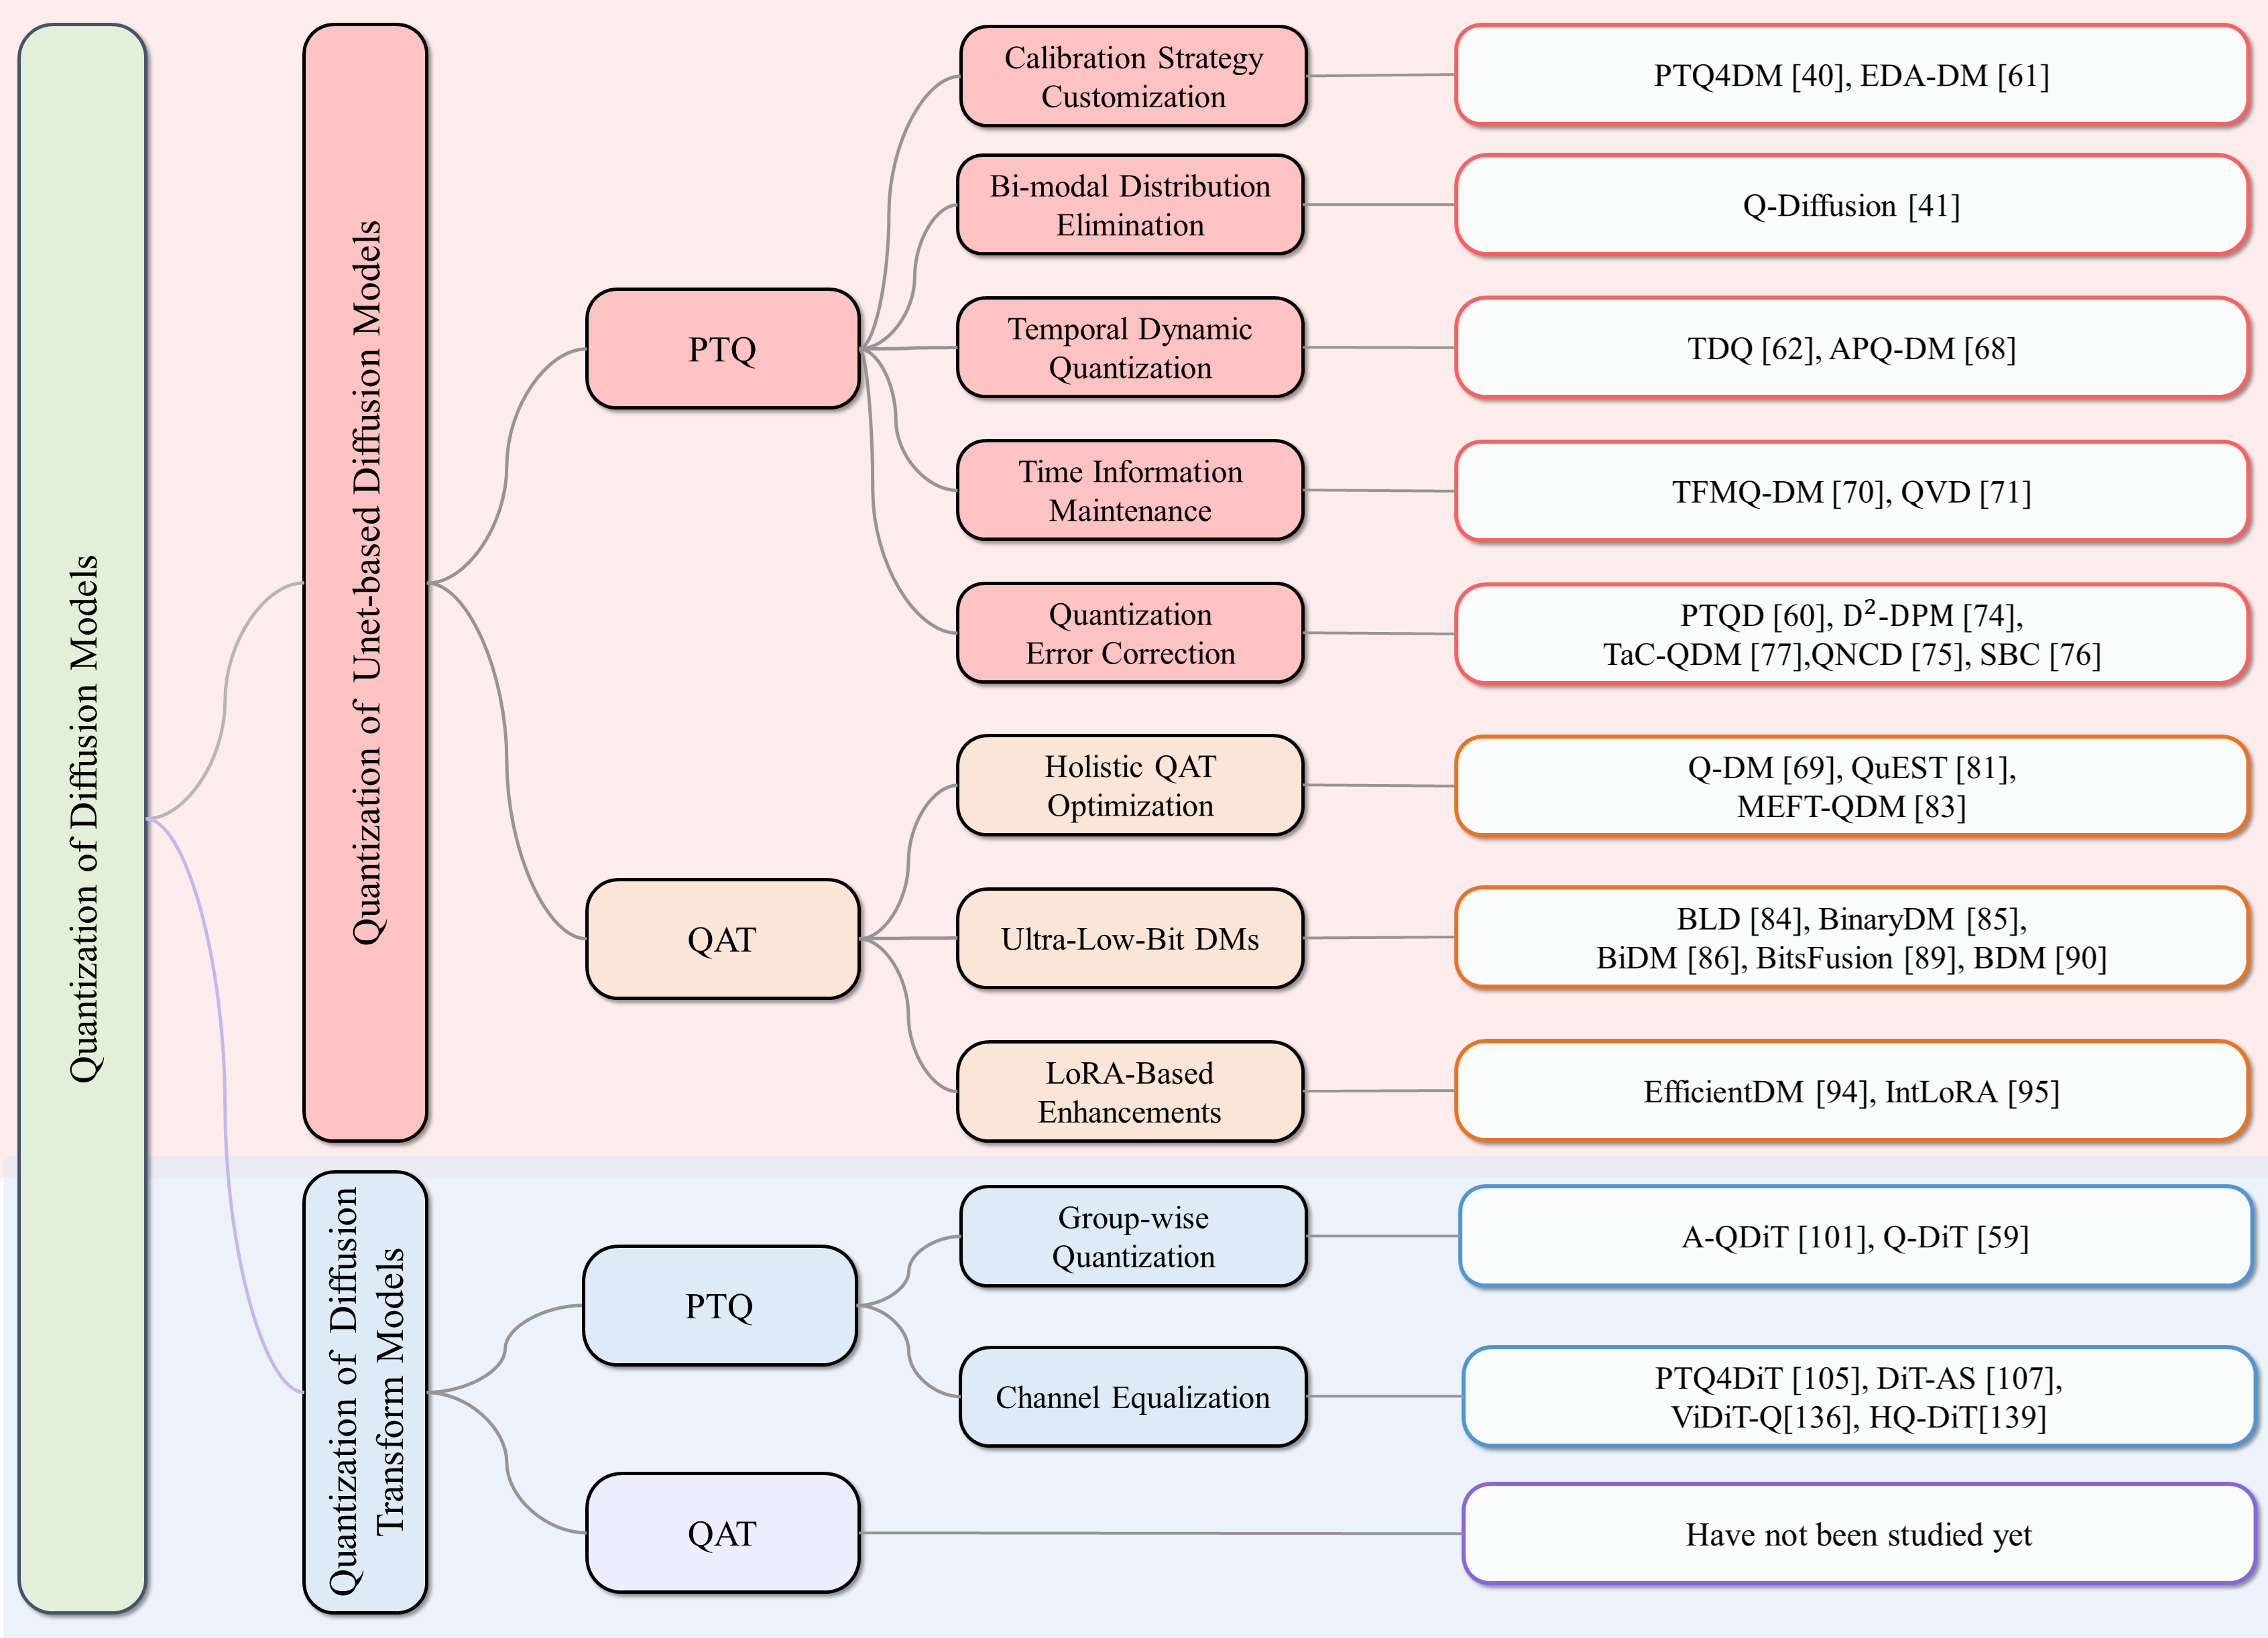 Quantization of Diffusion Models
Quantization of Unet-based Diffusion Models
PTQ
Calibration Strategy
Customization
PTQ4DM [40], EDA-DM [61]
Bi-modal Distribution
Elimination
Q-Diffusion [41]
Temporal Dynamic
Quantization
TDQ [62], APQ-DM [68]
Time Information
Maintenance
TFMQ-DM [70], QVD [71]
Quantization
Error Correction
PTQD [60], D²-DPM [74],
TaC-QDM [77],QNCD [75], SBC [76]
QAT
Holistic QAT
Optimization
Q-DM [69], QuEST [81],
MEFT-QDM [83]
Ultra-Low-Bit DMs
BLD [84], BinaryDM [85],
BiDM [86], BitsFusion [89], BDM [90]
LoRA-Based
Enhancements
EfficientDM [94], IntLoRA [95]
Quantization of Diffusion
Transform Models
PTQ
Group-wise
Quantization
A-QDiT [101], Q-DiT [59]
Channel Equalization
PTQ4DiT [105], DiT-AS [107],
ViDiT-Q[136], HQ-DiT[139]
QAT
Have not been studied yet